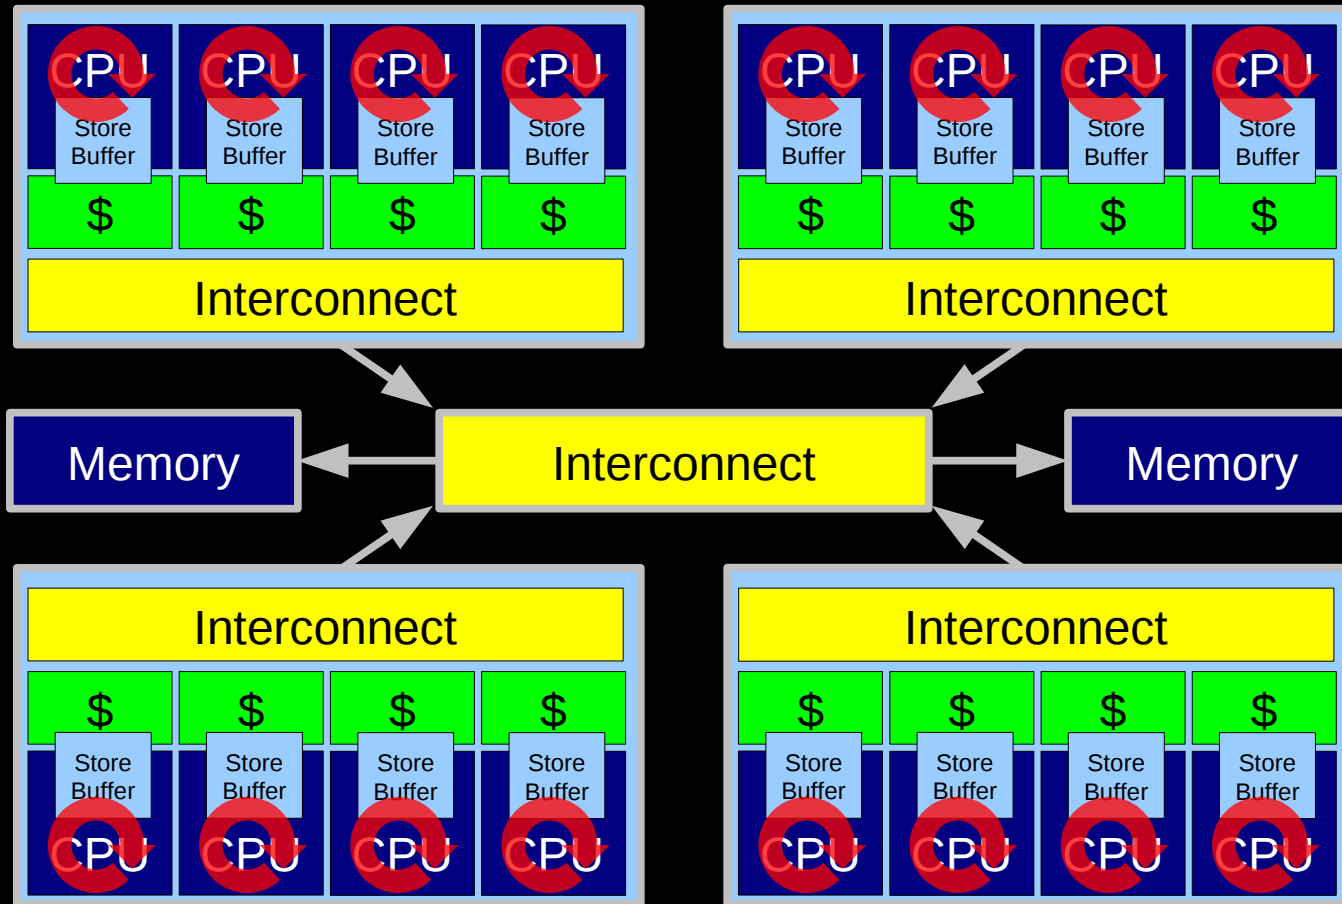 CPU CPU CPU CPU
Store Buffer Store Buffer Store Buffer Store Buffer
$ $ $ $
Interconnect
CPU CPU CPU CPU
Store Buffer Store Buffer Store Buffer Store Buffer
$ $ $ $
Interconnect
Memory
Interconnect
Memory
Interconnect
$ $ $ $
Store Buffer Store Buffer Store Buffer Store Buffer
CPU CPU CPU CPU
Interconnect
$ $ $ $
Store Buffer Store Buffer Store Buffer Store Buffer
CPU CPU CPU CPU